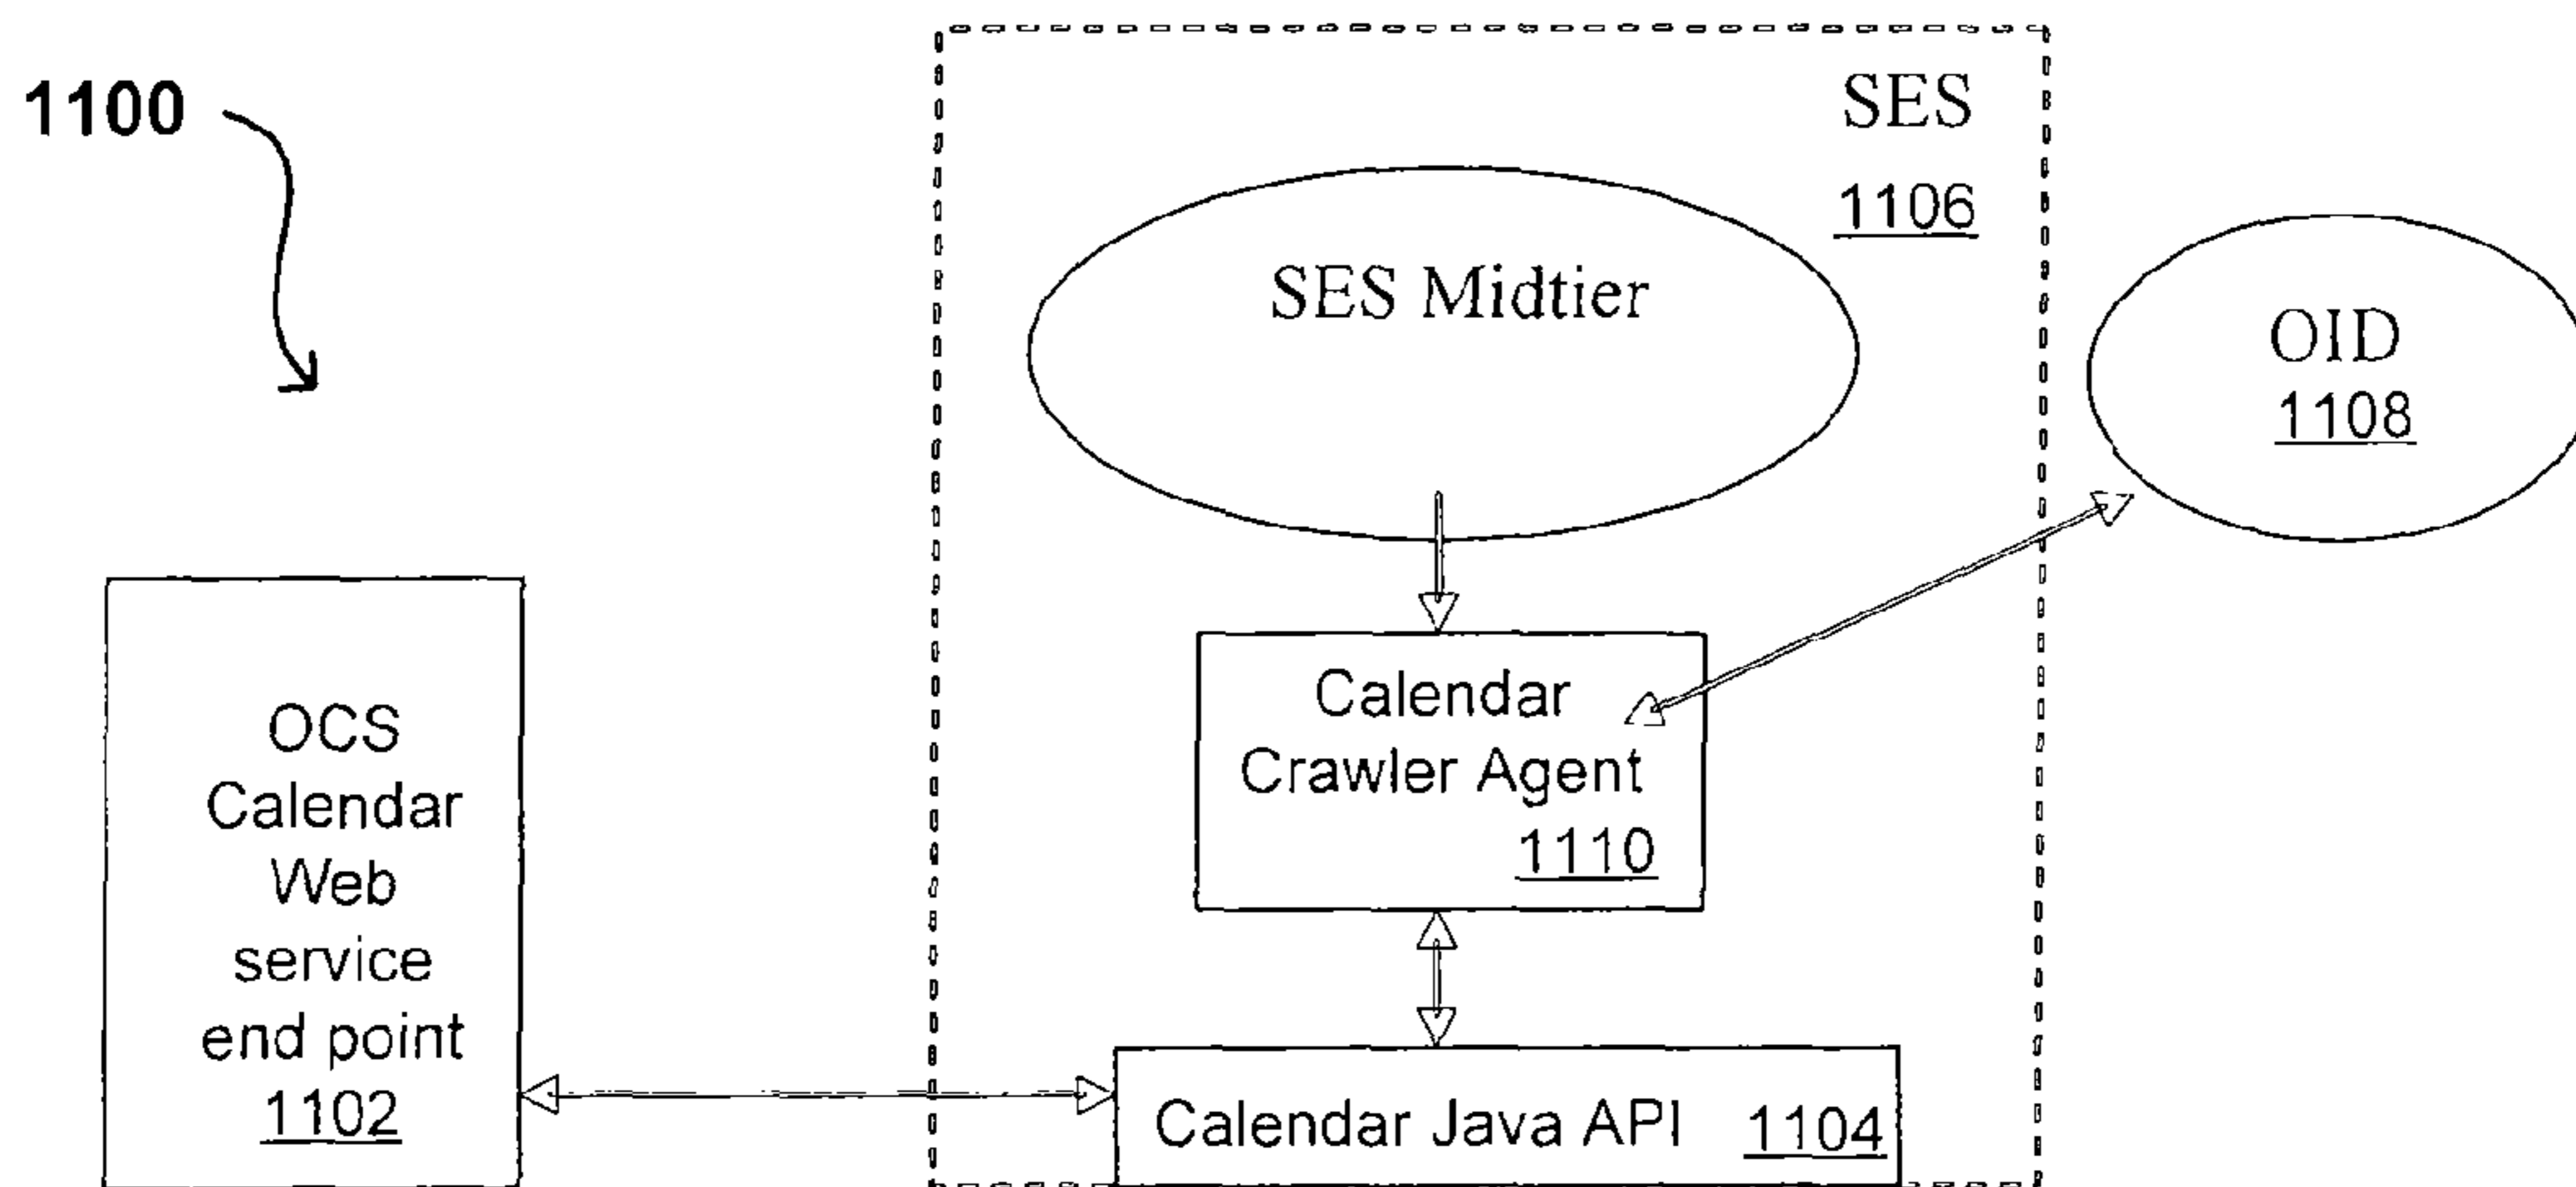 1100
SES
1106
SES Midtier
OID
1108
Calendar
Crawler Agent
1110
OCS
Calendar
Web
service
end point
1102
Calendar Java API 1104